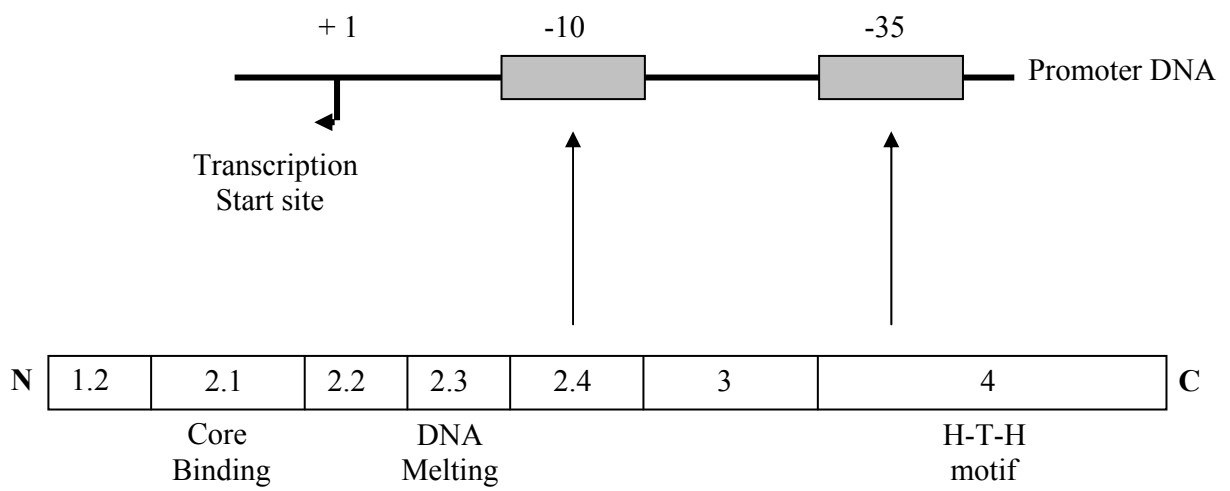 + 1
-10
-35
Promoter DNA
Transcription
Start site
N
1.2
2.1
2.2
2.3
2.4
3
4
C
Core
Binding
DNA
Melting
H-T-H
motif